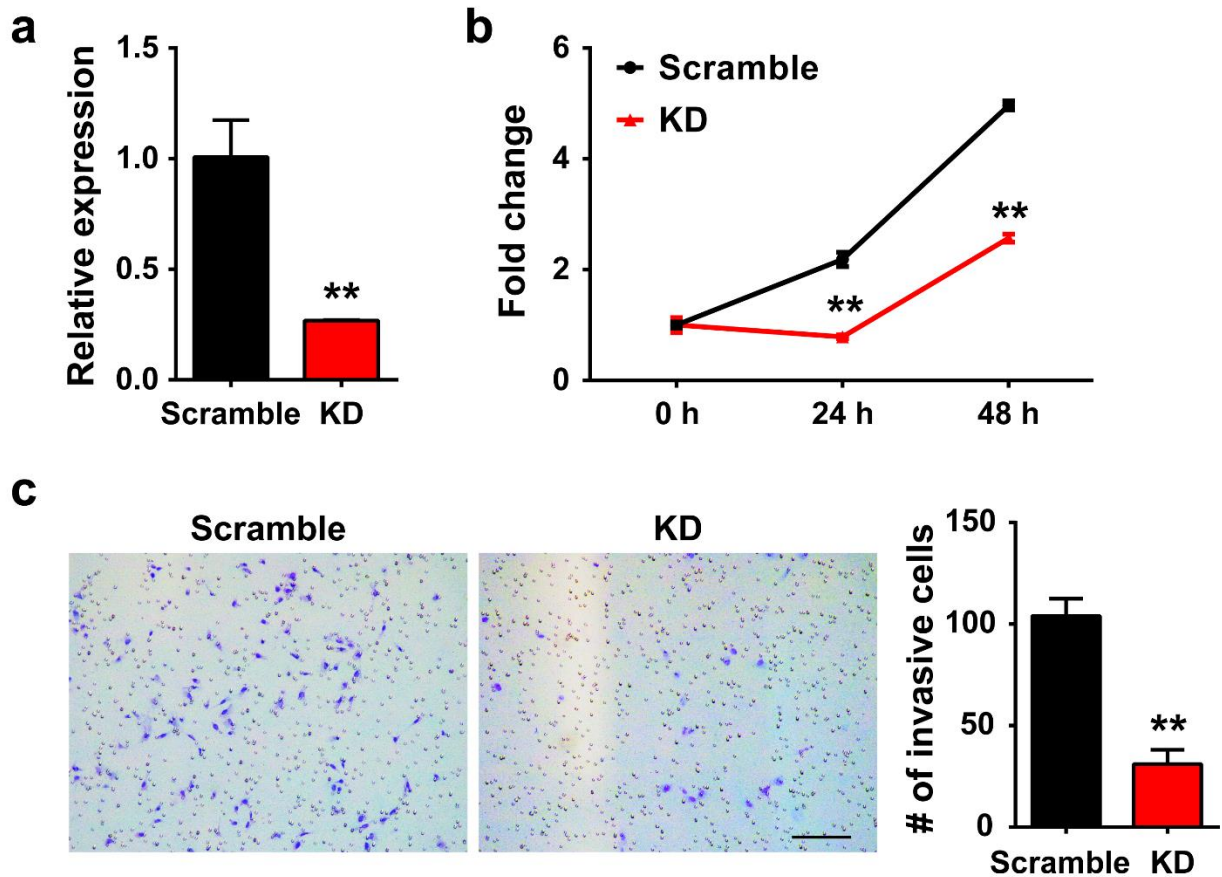 a
Relative expression
1.5
1.0
0.5
0.0
**
Scramble KD
b
Fold change
6
4
2
0
Scramble
KD
**
**
0 h 24 h 48 h
c
Scramble KD
# of invasive cells
150
100
50
0
**
Scramble KD